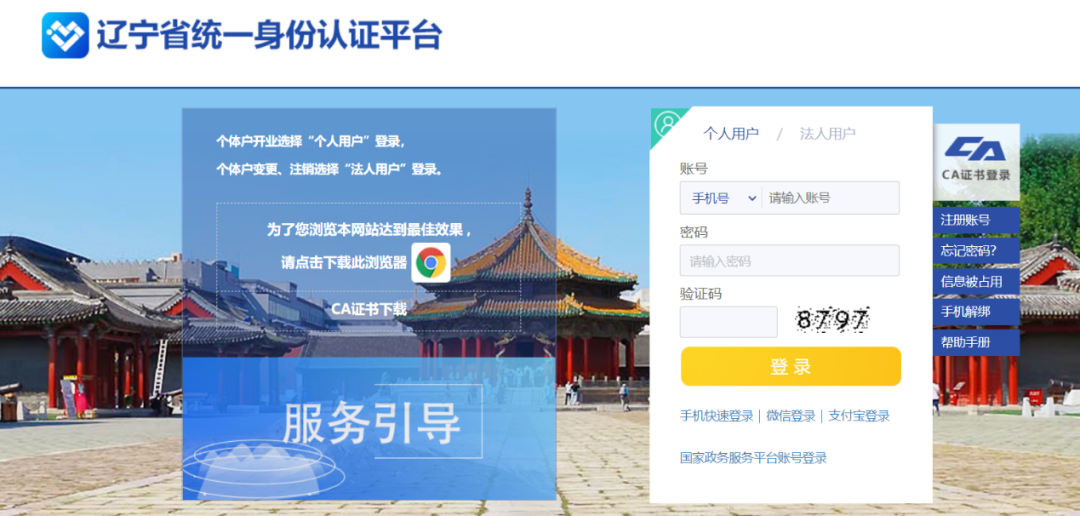 辽宁省统一身份认证平台
个体户开业选择“个人用户”登录，
个体户变更、注销选择“法人用户”登录。
为了您浏览本网站达到最佳效果，
请点击下载此浏览器
CA证书下载
服务引导
个人用户 / 法人用户
账号
手机号 请输入账号
密码
请输入密码
验证码
8797
登 录
手机快速登录 | 微信登录 | 支付宝登录
国家政务服务平台账号登录
CA
CA证书登录
注册账号
忘记密码?
信息被占用
手机解绑
帮助手册